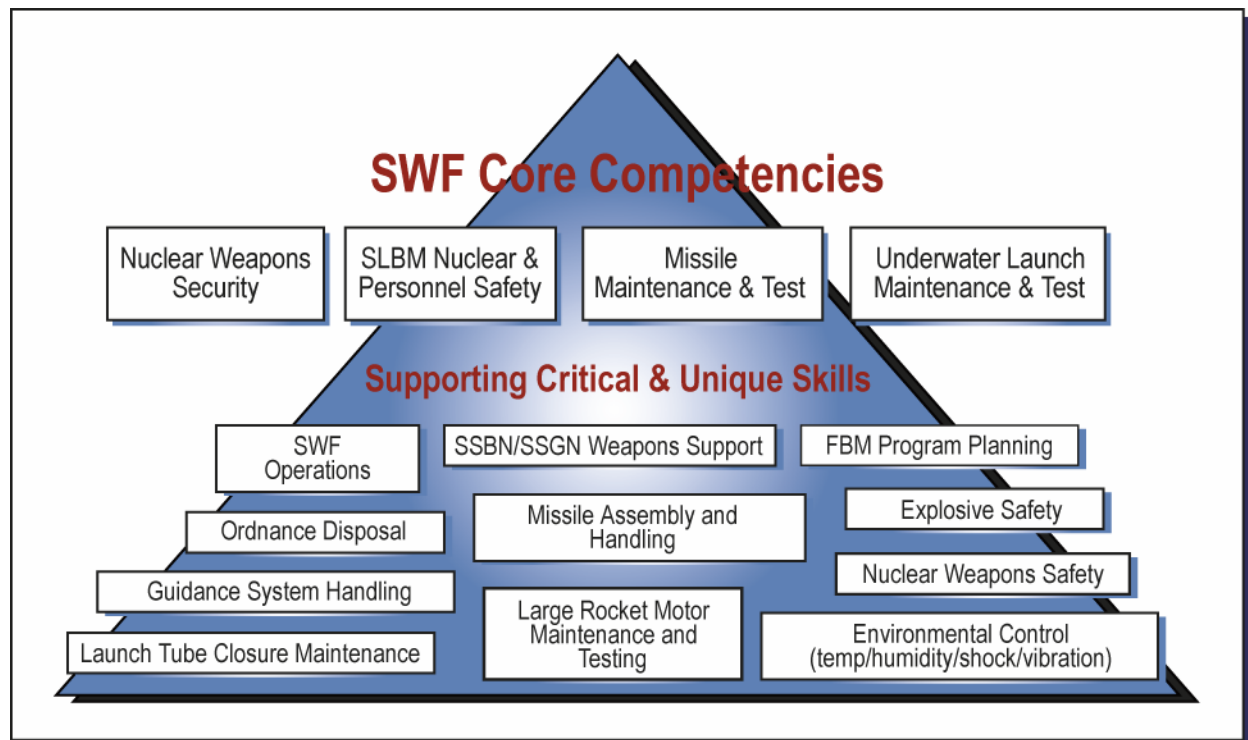 SWF Core Competencies
Nuclear Weapons
Security
SLBM Nuclear &
Personnel Safety
Missile
Maintenance & Test
Underwater Launch
Maintenance & Test
Supporting Critical & Unique Skills
SWF
Operations
SSBN/SSGN Weapons Support
FBM Program Planning
Ordnance Disposal
Missile Assembly and
Handling
Explosive Safety
Guidance System Handling
Nuclear Weapons Safety
Launch Tube Closure Maintenance
Large Rocket Motor
Maintenance and
Testing
Environmental Control
(temp/humidity/shock/vibration)